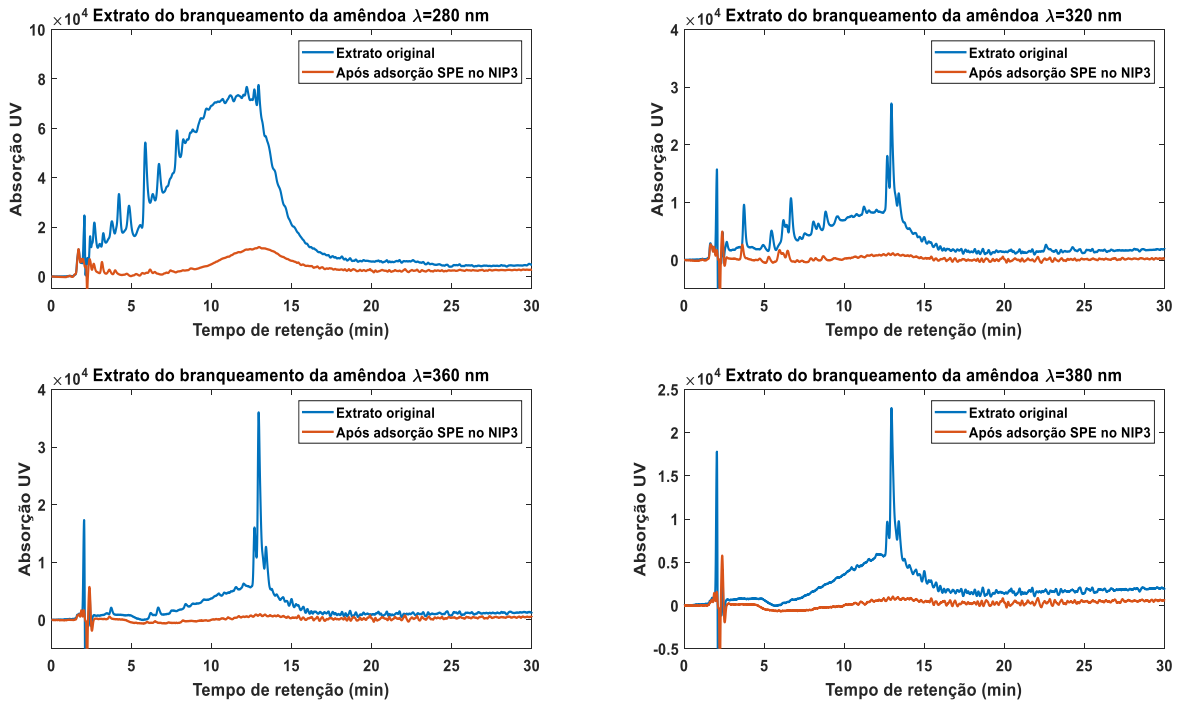 ×10⁴ Extrato do branqueamento da amêndoa λ=280 nm
Extrato original
Após adsorção SPE no NIP3
Absorção UV
10
8
6
4
2
0
0 5 10 15 20 25 30
Tempo de retenção (min)
×10⁴ Extrato do branqueamento da amêndoa λ=320 nm
Extrato original
Após adsorção SPE no NIP3
Absorção UV
4
3
2
1
0
0 5 10 15 20 25 30
Tempo de retenção (min)
×10⁴ Extrato do branqueamento da amêndoa λ=360 nm
Extrato original
Após adsorção SPE no NIP3
Absorção UV
4
3
2
1
0
0 5 10 15 20 25 30
Tempo de retenção (min)
×10⁴ Extrato do branqueamento da amêndoa λ=380 nm
Extrato original
Após adsorção SPE no NIP3
Absorção UV
2.5
2
1.5
1
0.5
0
-0.5
0 5 10 15 20 25 30
Tempo de retenção (min)